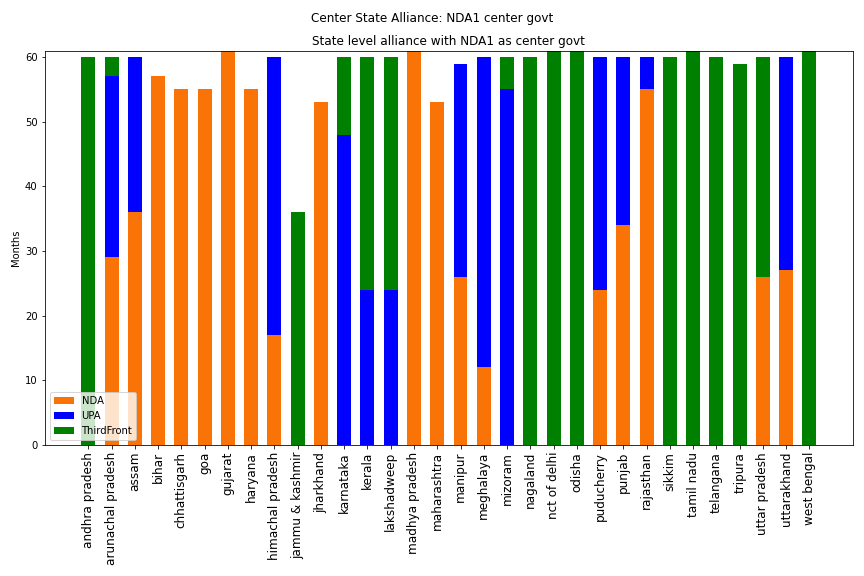 Center State Alliance: NDA1 center govt
State level alliance with NDA1 as center govt
Months
60
50
40
30
20
10
0
NDA
UPA
ThirdFront
andhra pradesh
arunachal pradesh
assam
bihar
chhattisgarh
goa
gujarat
haryana
himachal pradesh
jammu & kashmir
jharkhand
karnataka
kerala
lakshadweep
madhya pradesh
maharashtra
manipur
meghalaya
mizoram
nagaland
nct of delhi
odisha
puducherry
punjab
rajasthan
sikkim
tamil nadu
telangana
tripura
uttar pradesh
uttarakhand
west bengal